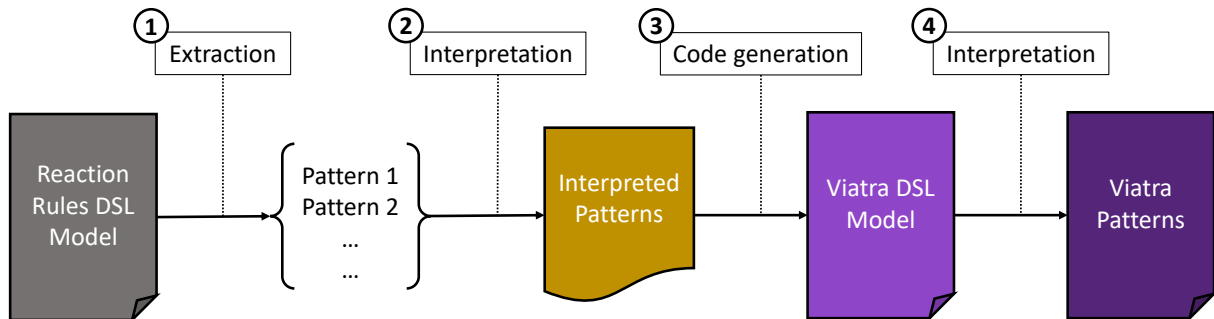 1
Extraction
2
Interpretation
3
Code generation
4
Interpretation
Reaction
Rules DSL
Model
Pattern 1
Pattern 2
...
...
Interpreted
Patterns
Viatra DSL
Model
Viatra
Patterns